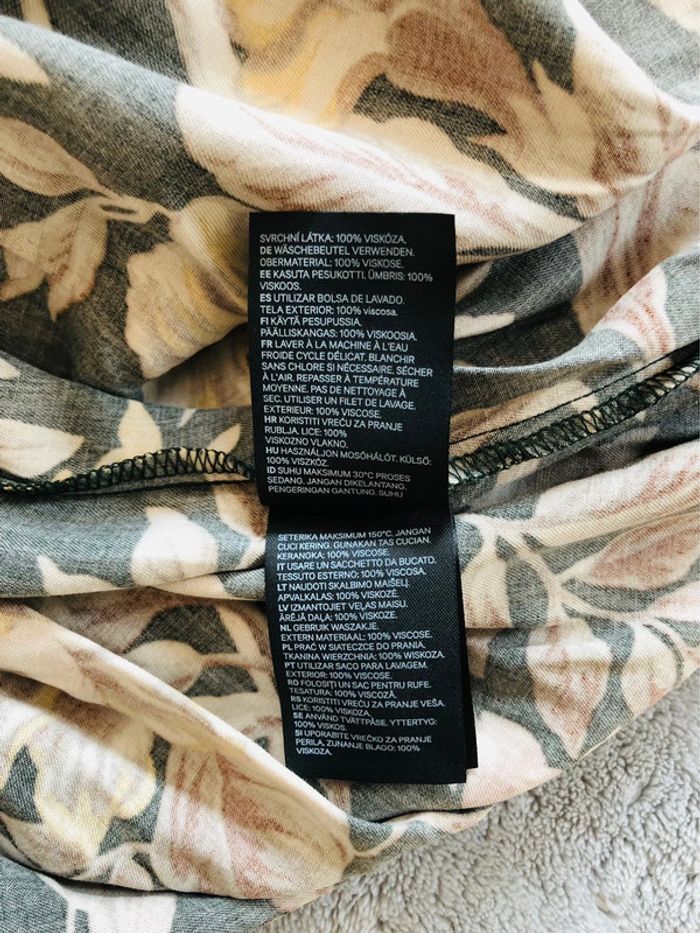 SVRCHNÍ LÁTKA: 100% VISKÓZA.
DE WÄSCHEBEUTEL VERWENDEN.
OBERMATERIAL: 100% VISKOSE.
EE KASUTA PESUKOTTI. ÜMBRIS: 100%
VISKOOS.
ES UTILIZAR BOLSA DE LAVADO.
TELA EXTERIOR: 100% viscosa.
FI KÄYTÄ PESUPUSSIA.
PÄÄLLISKANGAS: 100% VISKOOSIA.
FR LAVER À LA MACHINE À L'EAU
FROIDE CYCLE DÉLICAT. BLANCHIR
SANS CHLORE SI NÉCESSAIRE. SÉCHER
À L'AIR. REPASSER À TEMPÉRATURE
MOYENNE. PAS DE NETTOYAGE À
SEC. UTILISER UN FILET DE LAVAGE.
EXTERIEUR: 100% VISCOSE.
HR KORISTITI VREĆU ZA PRANJE
RUBLJA. LICE: 100%
VISKOZNO VLAKNO.
HU HASZNÁLJON MOSÓHÁLÓT. KÜLSŐ:
100% VISZKÓZ.
ID SUHU MAKSIMUM 30°C PROSES
SEDANG. JANGAN DIKELANTANG.
PENGERINGAN GANTUNG. SUHU
SETERIKA MAKSIMUM 150°C. JANGAN
CUCI KERING. GUNAKAN TAS CUCIAN.
KERANGKA: 100% VISCOSE.
IT USARE UN SACCHETTO DA BUCATO.
TESSUTO ESTERNO: 100% VISCOSA.
LT NAUDOTI SKALBIMO MAIŠELĮ.
APVALKALAS: 100% VISKOZĖ.
LV IZMANTOJIET VEĻAS MAISU.
ĀRĒJĀ DAĻA: 100% VISKOZE.
NL GEBRUIK WASZAKJE.
EXTERN MATERIAAL: 100% VISCOSE.
PL PRAĆ W SIATECZCE DO PRANIA.
TKANINA WIERZCHNIA: 100% WISKOZA.
PT UTILIZAR SACO PARA LAVAGEM.
EXTERIOR: 100% VISCOSE.
RO FOLOSIȚI UN SAC PENTRU RUFE.
TESATURA: 100% VISCOZĂ.
RS KORISTITI VREĆU ZA PRANJE VEŠA.
LICE: 100% VISKOZA.
SE ANVÄND TVÄTTPÅSE. YTTERTYG:
100% VISKOS.
SI UPORABITE VREČKO ZA PRANJE
PERILA, ZUNANJE BLAGO: 100%
VISKOZA.